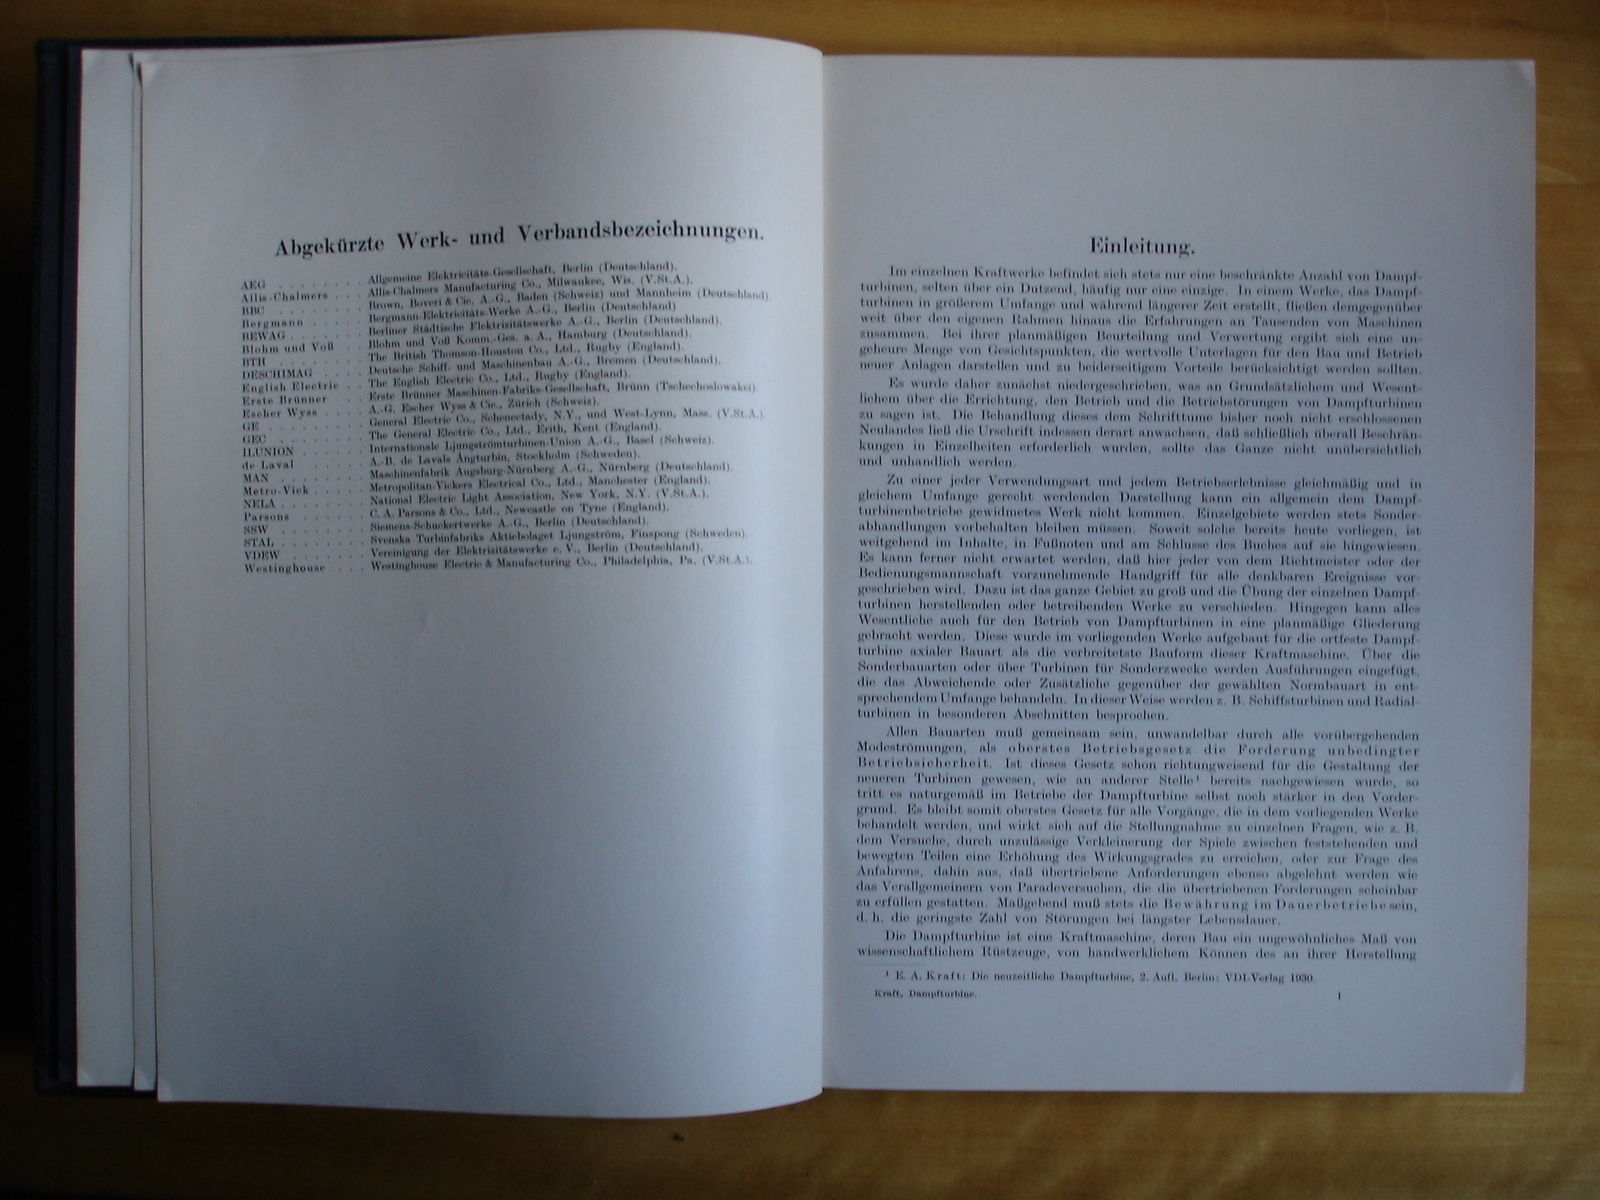 Abgekürzte Werk- und Verbandsbezeichnungen.
AEG . . . . . . . . Allgemeine Elektricitäts-Gesellschaft, Berlin (Deutschland).
Allis-Chalmers . . . Allis-Chalmers Manufacturing Co., Milwaukee, Wis. (V.St.A.).
BBC . . . . . . . . Brown, Boveri & Cie. A.-G., Baden (Schweiz) und Mannheim (Deutschland).
Bergmann . . . . . Bergmann-Elektricitäts-Werke A.-G., Berlin (Deutschland)
BEWAG . . . . . . Berliner Städtische Elektrizitätswerke A.-G., Berlin (Deutschland).
Blohm und Voß . . Blohm und Voß Komm.-Ges. a. A., Hamburg (Deutschland).
BTH . . . . . . . . The British Thomson-Houston Co., Ltd., Rugby (England).
DESCHIMAG . . . . Deutsche Schiff- und Maschinenbau A.-G., Bremen (Deutschland).
English Electric . . The English Electric Co., Ltd., Rugby (England).
Erste Brünner . . . Erste Brünner Maschinen-Fabriks-Gesellschaft, Brünn (Tschechoslowakei).
Escher Wyss . . . . A.-G. Escher Wyss & Cie., Zürich (Schweiz).
GE . . . . . . . . General Electric Co., Schenectady, N.Y., und West-Lynn, Mass. (V.St.A.).
GEC . . . . . . . The General Electric Co., Ltd., Erith, Kent (England).
ILUNION . . . . . . Internationale Ljungströmturbinen-Union A.-G., Basel (Schweiz).
de Laval . . . . . A.-B. de Lavals Ångturbin, Stockholm (Schweden).
MAN . . . . . . . Maschinenfabrik Augsburg-Nürnberg A.-G., Nürnberg (Deutschland).
Metro-Vick . . . . . Metropolitan-Vickers Electrical Co., Ltd., Manchester (England).
NELA . . . . . . . National Electric Light Association, New York, N.Y. (V.St.A.).
Parsons . . . . . . C. A. Parsons & Co., Ltd., Newcastle on Tyne (England).
SSW . . . . . . . Siemens-Schuckertwerke A.-G., Berlin (Deutschland).
STAL . . . . . . . Svenska Turbinfabriks Aktiebolaget Ljungström, Finspong (Schweden).
VDEW . . . . . . Vereinigung der Elektrizitätswerke e. V., Berlin (Deutschland).
Westinghouse . . . Westinghouse Electric & Manufacturing Co., Philadelphia, Pa. (V.St.A.).
Einleitung.
Im einzelnen Kraftwerke befindet sich stets nur eine beschränkte Anzahl von Dampf-
turbinen, selten über ein Dutzend, häufig nur eine einzige. In einem Werke, das Dampf-
turbinen in größerem Umfange und während längerer Zeit erstellt, fließen demgegenüber
weit über den eigenen Rahmen hinaus die Erfahrungen an Tausenden von Maschinen
zusammen. Bei ihrer planmäßigen Beurteilung und Verwertung ergibt sich eine un-
geheure Menge von Gesichtspunkten, die wertvolle Unterlagen für den Bau und Betrieb
neuer Anlagen darstellen und zu beiderseitigem Vorteile berücksichtigt werden sollten.
Es wurde daher zunächst niedergeschrieben, was an Grundsätzlichem und Wesent-
lichem über die Errichtung, den Betrieb und die Betriebstörungen von Dampfturbinen
zu sagen ist. Die Behandlung dieses dem Schrifttume bisher noch nicht erschlossenen
Neulandes ließ die Urschrift indessen derart anwachsen, daß schließlich überall Beschrän-
kungen in Einzelheiten erforderlich wurden, sollte das Ganze nicht unübersichtlich
und unhandlich werden.
Zu einer jeder Verwendungsart und jedem Betriebserlebnisse gleichmäßig und in
gleichem Umfange gerecht werdenden Darstellung kann ein allgemein dem Dampf-
turbinenbetriebe gewidmetes Werk nicht kommen. Einzelgebiete werden stets Sonder-
abhandlungen vorbehalten bleiben müssen. Soweit solche bereits heute vorliegen, ist
weitgehend im Inhalte, in Fußnoten und am Schlusse des Buches auf sie hingewiesen.
Es kann ferner nicht erwartet werden, daß hier jeder von dem Richtmeister oder der
Bedienungsmannschaft vorzunehmende Handgriff für alle denkbaren Ereignisse vor-
geschrieben wird. Dazu ist das ganze Gebiet zu groß und die Übung der einzelnen Dampf-
turbinen herstellenden oder betreibenden Werke zu verschieden. Hingegen kann alles
Wesentliche auch für den Betrieb von Dampfturbinen in eine planmäßige Gliederung
gebracht werden. Diese wurde im vorliegenden Werke aufgebaut für die ortfeste Dampf-
turbine axialer Bauart als die verbreitetste Bauform dieser Kraftmaschine. Über die
Sonderbauarten oder über Turbinen für Sonderzwecke werden Ausführungen eingefügt,
die das Abweichende oder Zusätzliche gegenüber der gewählten Normbauart in ent-
sprechendem Umfange behandeln. In dieser Weise werden z. B. Schiffsturbinen und Radial-
turbinen in besonderen Abschnitten besprochen.
Allen Bauarten muß gemeinsam sein, unwandelbar durch alle vorübergehenden
Modeströmungen, als oberstes Betriebsgesetz die Forderung unbedingter
Betriebsicherheit. Ist dieses Gesetz schon richtungweisend für die Gestaltung der
neueren Turbinen gewesen, wie an anderer Stelle¹ bereits nachgewiesen wurde, so
tritt es naturgemäß im Betriebe der Dampfturbine selbst noch stärker in den Vorder-
grund. Es bleibt somit oberstes Gesetz für alle Vorgänge, die in dem vorliegenden Werke
behandelt werden, und wirkt sich auf die Stellungnahme zu einzelnen Fragen, wie z. B.
dem Versuche, durch unzulässige Verkleinerung der Spiele zwischen feststehenden und
bewegten Teilen eine Erhöhung des Wirkungsgrades zu erreichen, oder zur Frage des
Anfahrens, dahin aus, daß übertriebene Anforderungen ebenso abgelehnt werden wie
das Verallgemeinern von Paradeversuchen, die die übertriebenen Forderungen scheinbar
zu erfüllen gestatten. Maßgebend muß stets die Bewährung im Dauerbetriebe sein,
d. h. die geringste Zahl von Störungen bei längster Lebensdauer.
Die Dampfturbine ist eine Kraftmaschine, deren Bau ein ungewöhnliches Maß von
wissenschaftlichem Rüstzeuge, von handwerklichem Können des an ihrer Herstellung
¹ E. A. Kraft: Die neuzeitliche Dampfturbine, 2. Aufl. Berlin: VDI-Verlag 1930.
Kraft, Dampfturbine. 1